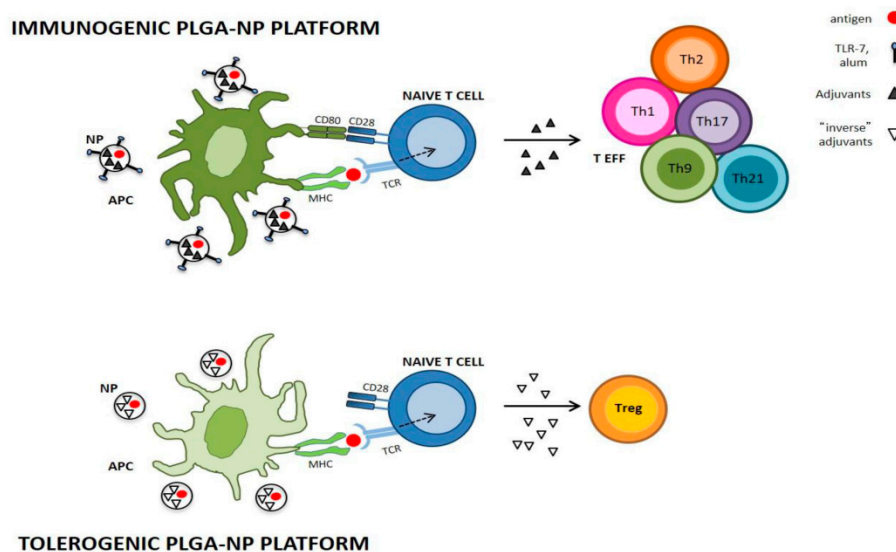 IMMUNOGENIC PLGA-NP PLATFORM
antigen
TLR-7,
alum
Adjuvants
"inverse"
adjuvants
NP
APC
CD80
CD28
NAIVE T CELL
MHC
TCR
T EFF
Th2
Th1
Th17
Th9
Th21
NP
APC
CD28
NAIVE T CELL
MHC
TCR
Treg
TOLEROGENIC PLGA-NP PLATFORM